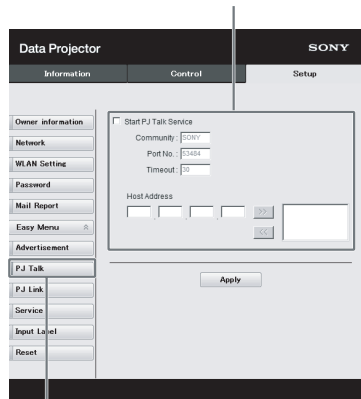 Data Projector
SONY
Information
Control
Setup
Owner information
Network
WLAN Setting
Password
Mail Report
Easy Menu
Advertisement
PJ Talk
PJ Link
Service
Input Label
Reset
Start PJ Talk Service
Community : SONY
Port No. : 53484
Timeout : 30
Host Address
. . .
>>
<<
Apply